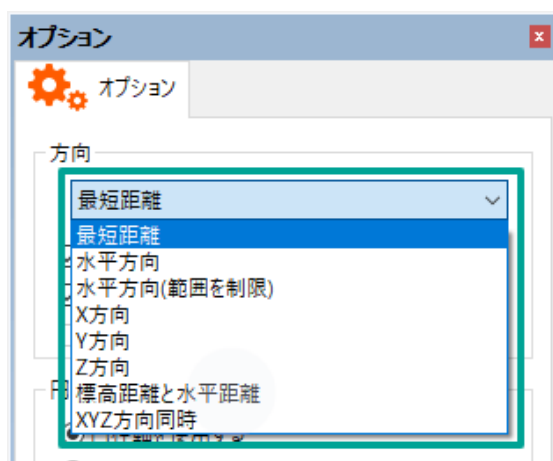 オプション
オプション
方向
最短距離
最短距離
水平方向
水平方向(範囲を制限)
X方向
Y方向
Z方向
標高距離と水平距離
XYZ方向同時